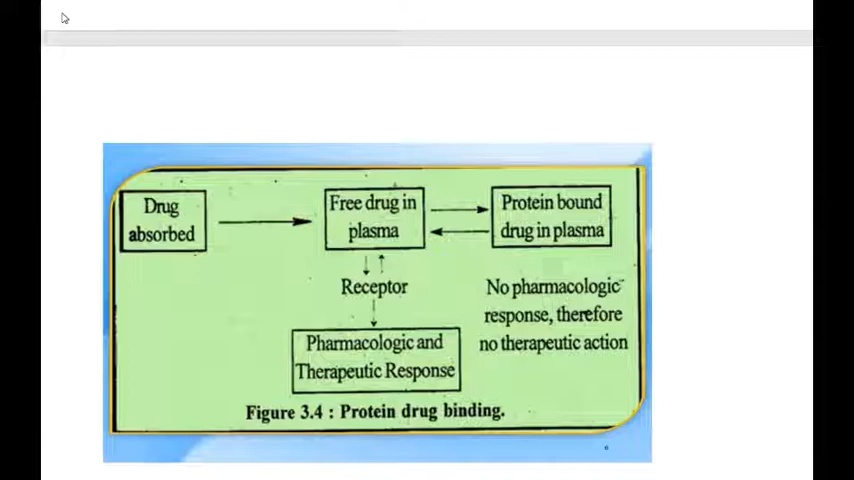 Drug
absorbed
Free drug in
plasma
Protein bound
drug in plasma
Receptor
No pharmacologic
response, therefore
no therapeutic action
Pharmacologic and
Therapeutic Response
Figure 3.4 : Protein drug binding.